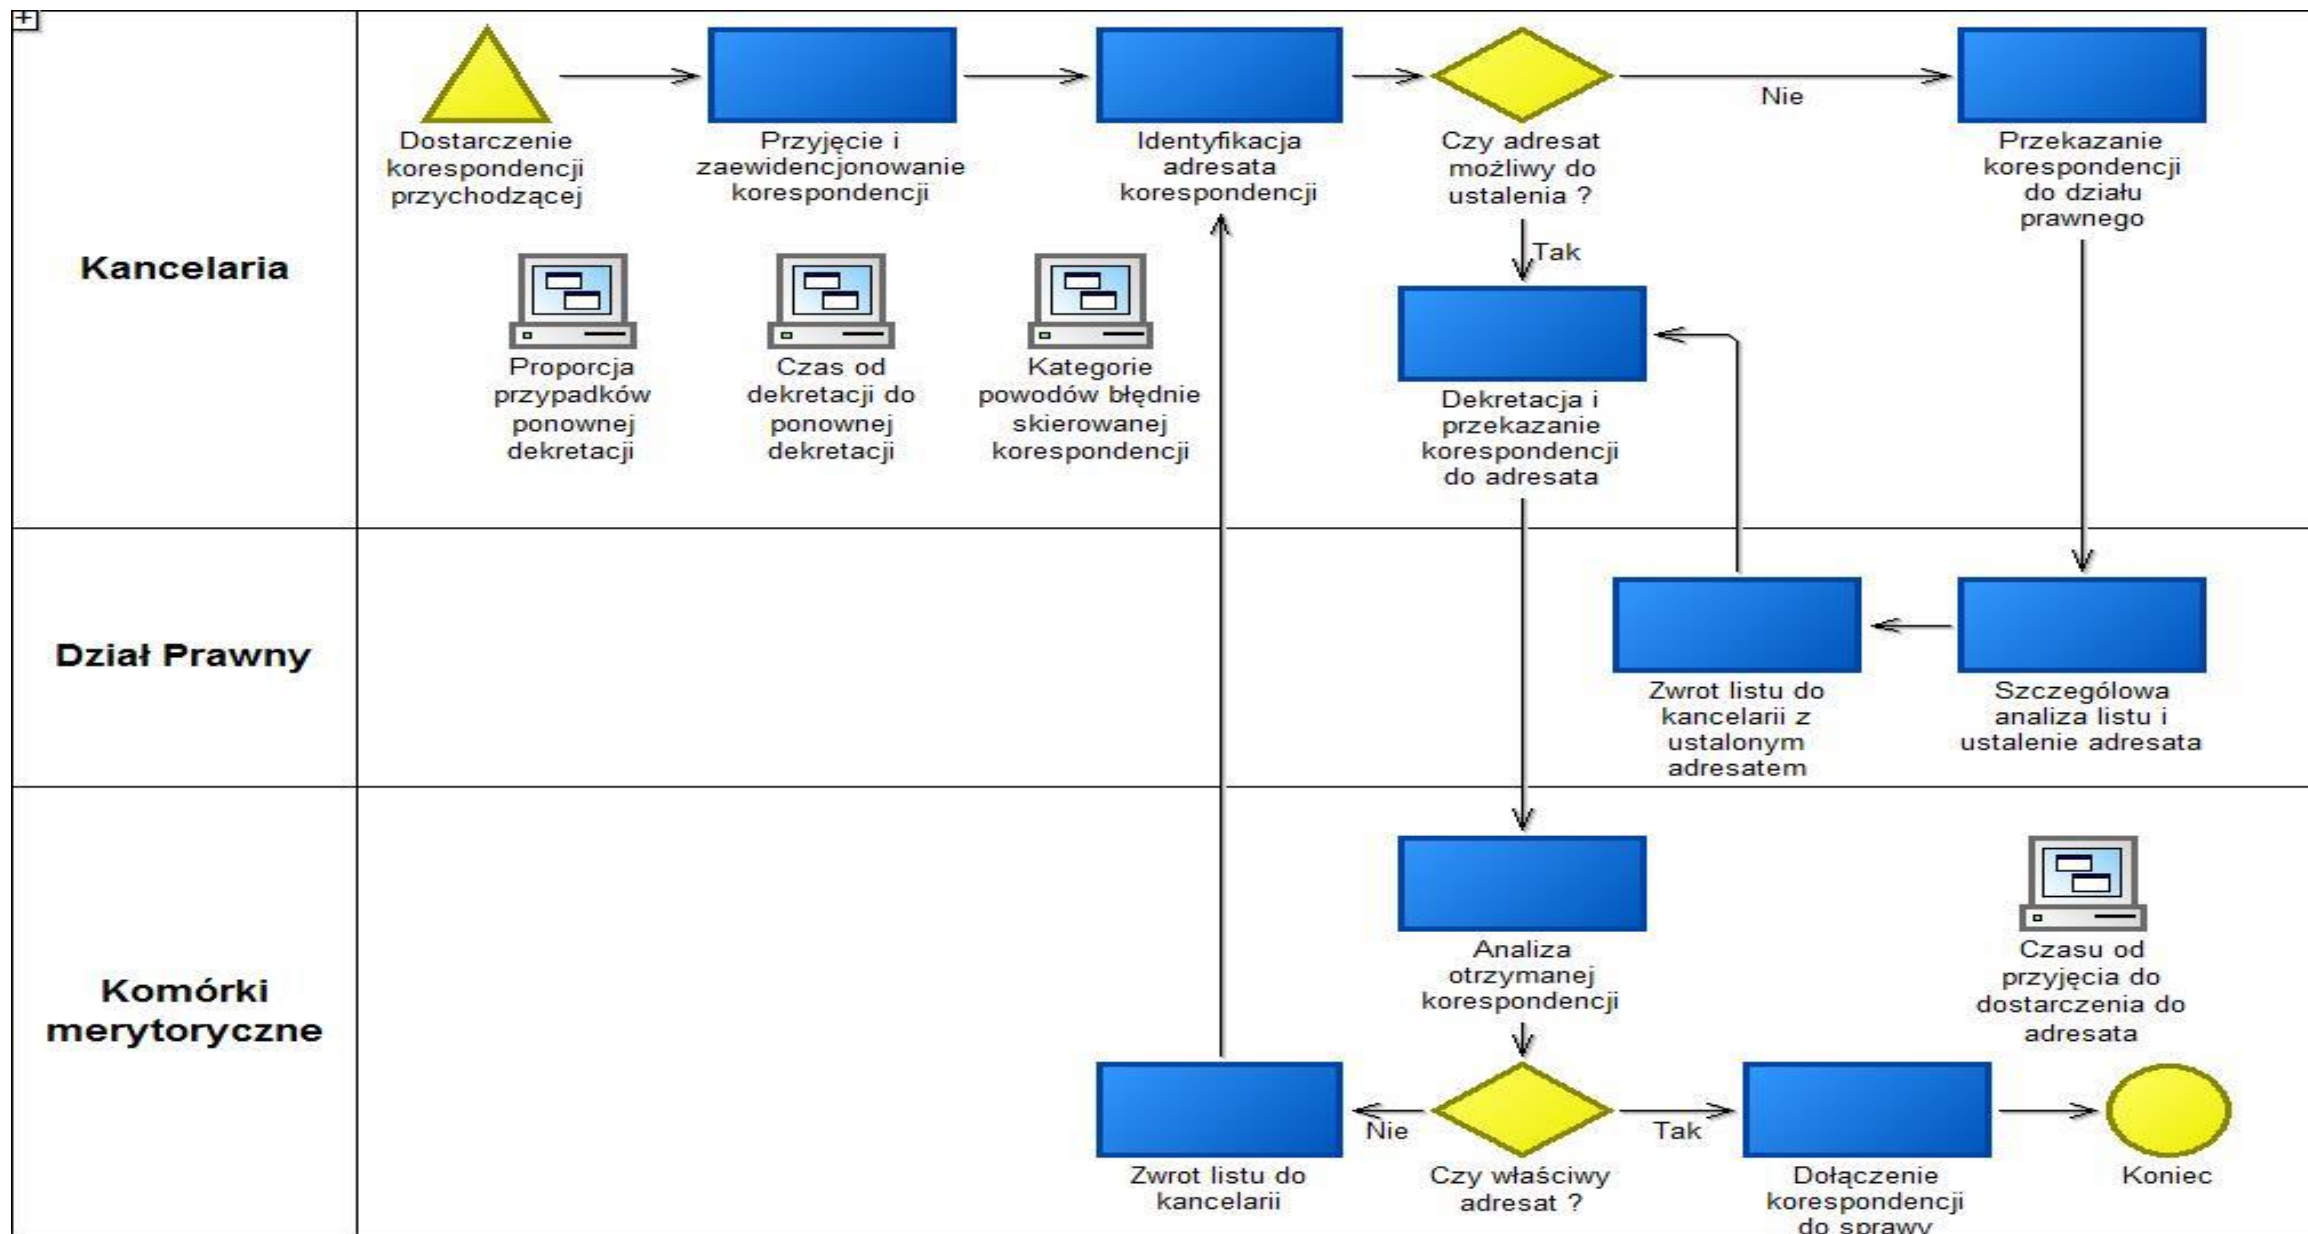 Kancelaria
Dostarczenie
korespondencji
przychodzącej
Przyjęcie i
zaewidencjonowanie
korespondencji
Identyfikacja
adresata
korespondencji
Czy adresat
możliwy do
ustalenia ?
Nie
Przekazanie
korespondencji
do działu
prawnego
Tak
Proporcja
przypadków
ponownej
dekretacji
Czas od
dekretacji do
ponownej
dekretacji
Kategorie
powodów błędnie
skierowanej
korespondencji
Dekretacja i
przekazanie
korespondencji
do adresata
Dział Prawny
Zwrot listu do
kancelarii z
ustalonym
adresatem
Szczególowa
analiza listu i
ustalenie adresata
Komórki
merytoryczne
Analiza
otrzymanej
korespondencji
Czasu od
przyjęcia do
dostarczenia do
adresata
Zwrot listu do
kancelarii
Nie
Czy właściwy
adresat ?
Tak
Dołączenie
korespondencji
do sprawy
Koniec